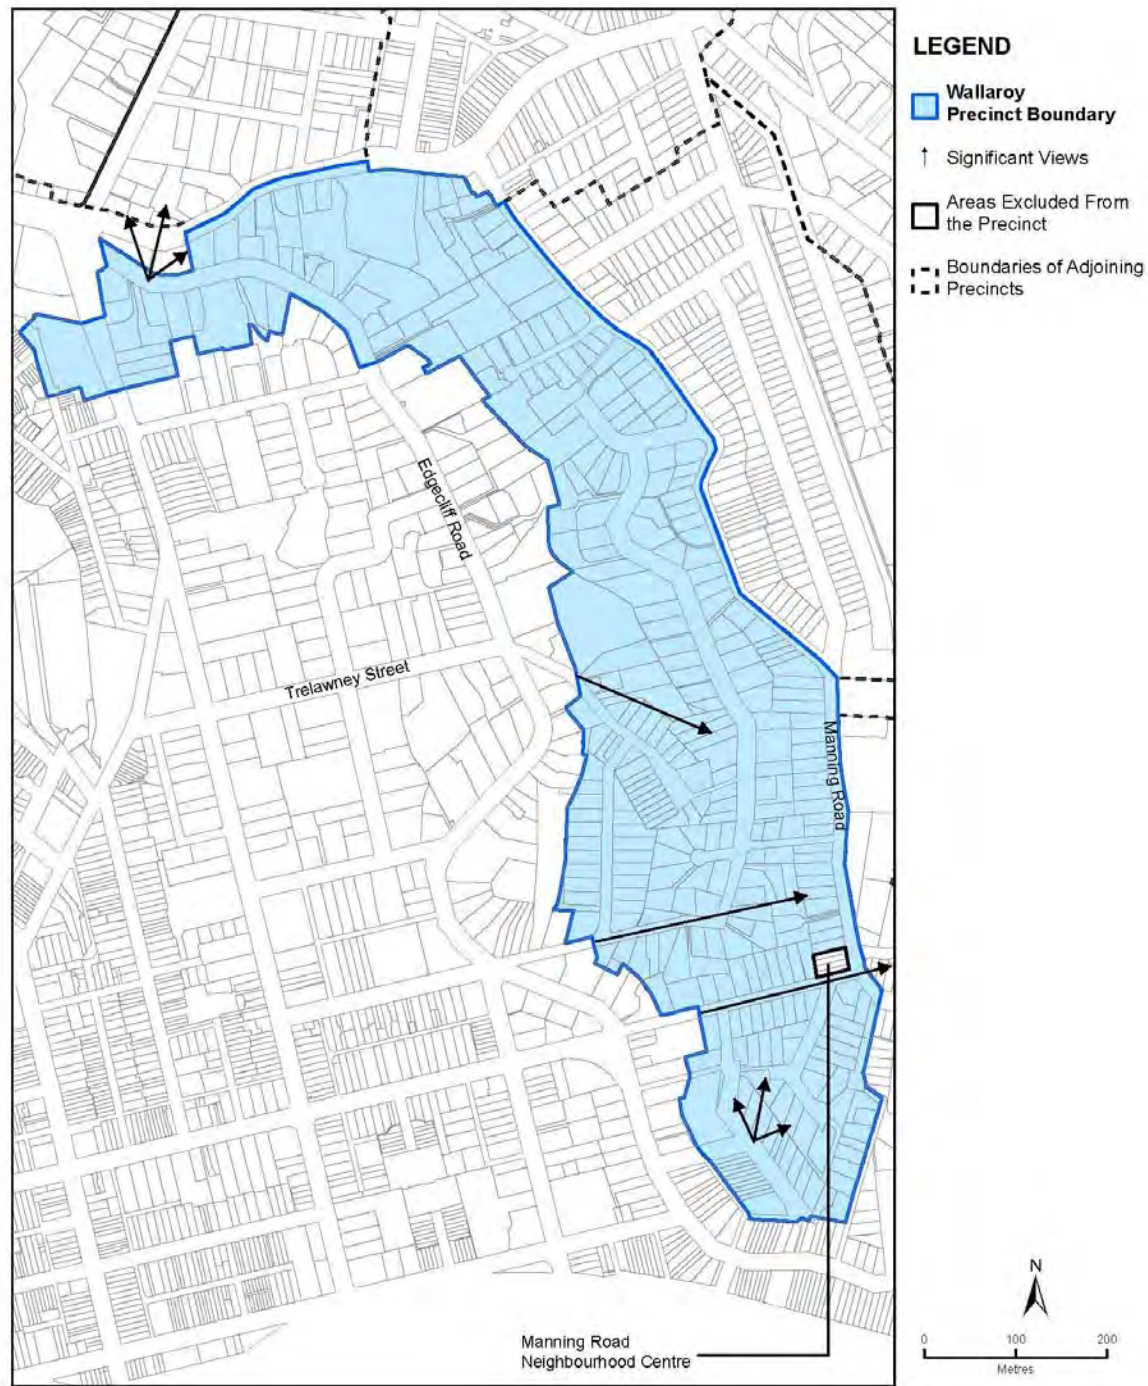 LEGEND
Wallaroy
Precinct Boundary
Significant Views
Areas Excluded From
the Precinct
Boundaries of Adjoining
Precincts
Edgecliff Road
Trelawney Street
Manning Road
Manning Road
Neighbourhood Centre
N
0 100 200
Metres